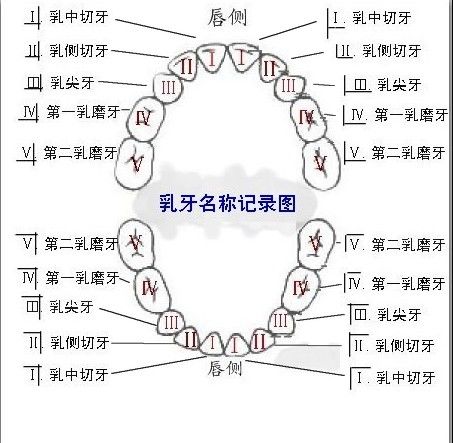 唇侧
Ⅰ 乳中切牙 Ⅰ. 乳中切牙
Ⅱ 乳侧切牙 Ⅱ. 乳侧切牙
Ⅱ Ⅰ Ⅰ Ⅱ
Ⅲ 乳尖牙 Ⅲ Ⅲ Ⅲ. 乳尖牙
Ⅳ 第一乳磨牙 Ⅳ Ⅳ Ⅳ. 第一乳磨牙
Ⅴ 第二乳磨牙 Ⅴ Ⅴ Ⅴ. 第二乳磨牙
乳牙名称记录图
Ⅴ 第二乳磨牙 Ⅴ Ⅴ Ⅴ. 第二乳磨牙
Ⅳ 第一乳磨牙 Ⅳ Ⅳ Ⅳ. 第一乳磨牙
Ⅲ 乳尖牙 Ⅲ Ⅲ Ⅲ. 乳尖牙
Ⅱ 乳侧切牙 Ⅱ Ⅰ Ⅰ Ⅱ Ⅱ. 乳侧切牙
唇侧
Ⅰ 乳中切牙 Ⅰ. 乳中切牙